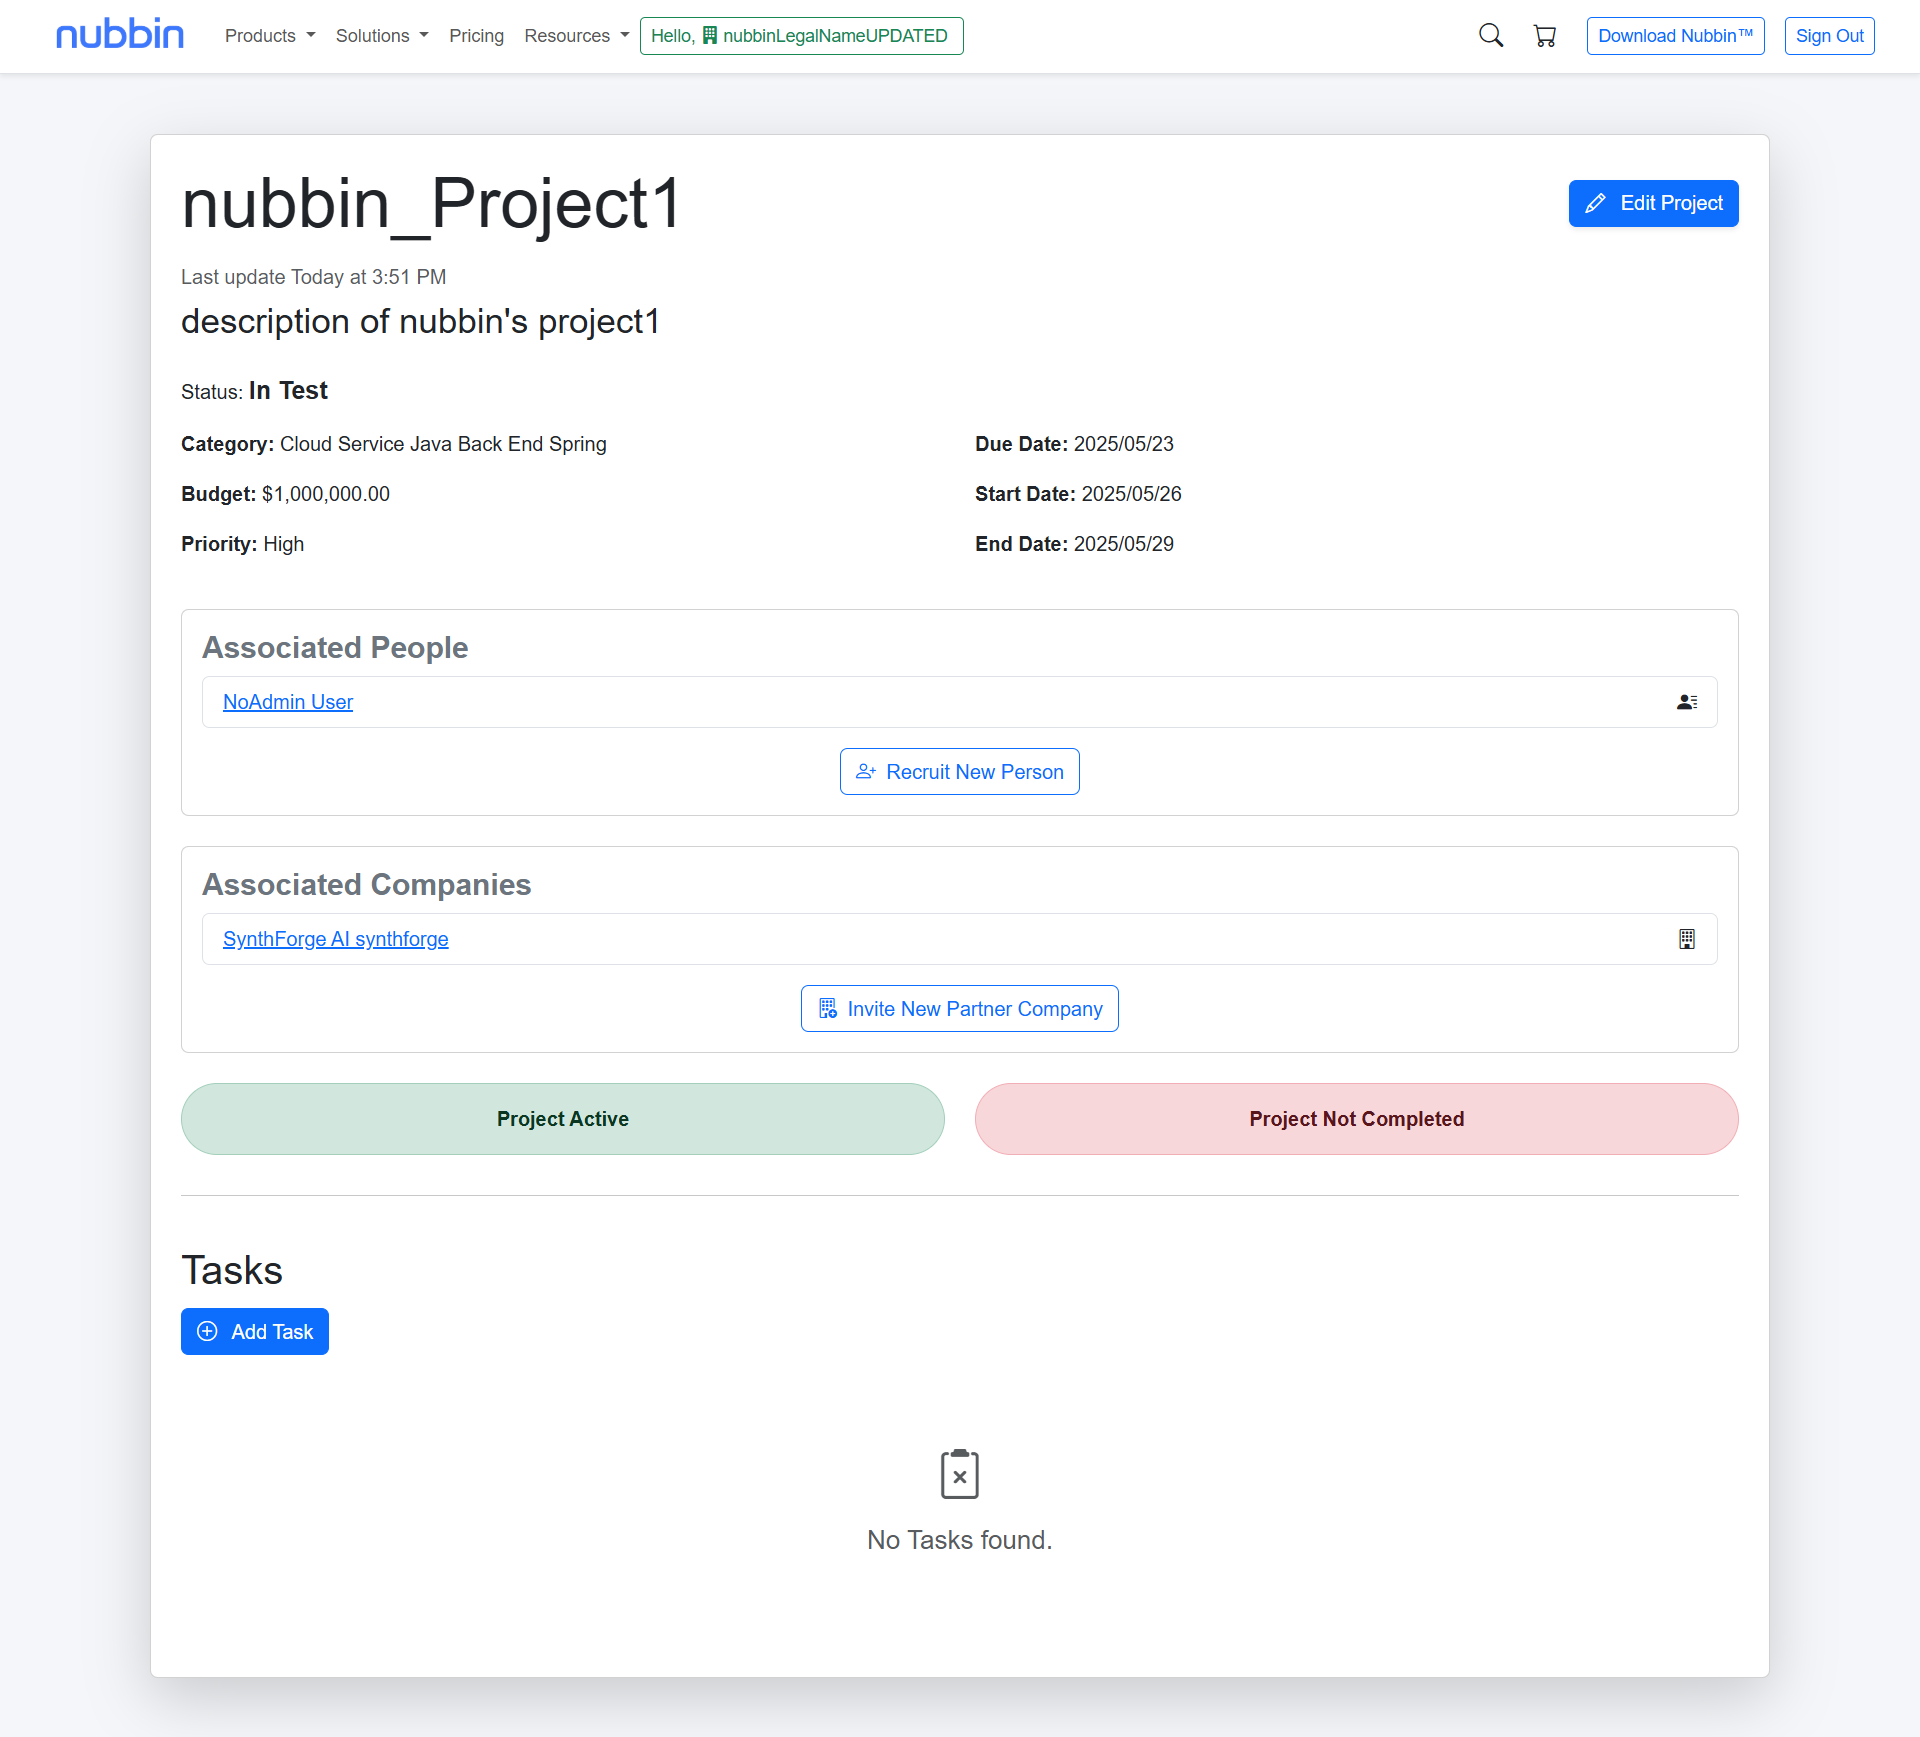 nubbin Products Solutions Pricing Resources Hello, nubbinLegalNameUPDATED Download Nubbin™ Sign Out
nubbin_Project1
Edit Project
Last update Today at 3:51 PM
description of nubbin's project1
Status: In Test
Category: Cloud Service Java Back End Spring
Due Date: 2025/05/23
Budget: $1,000,000.00
Start Date: 2025/05/26
Priority: High
End Date: 2025/05/29
Associated People
NoAdmin User
Recruit New Person
Associated Companies
SynthForge AI synthforge
Invite New Partner Company
Project Active
Project Not Completed
Tasks
Add Task
No Tasks found.